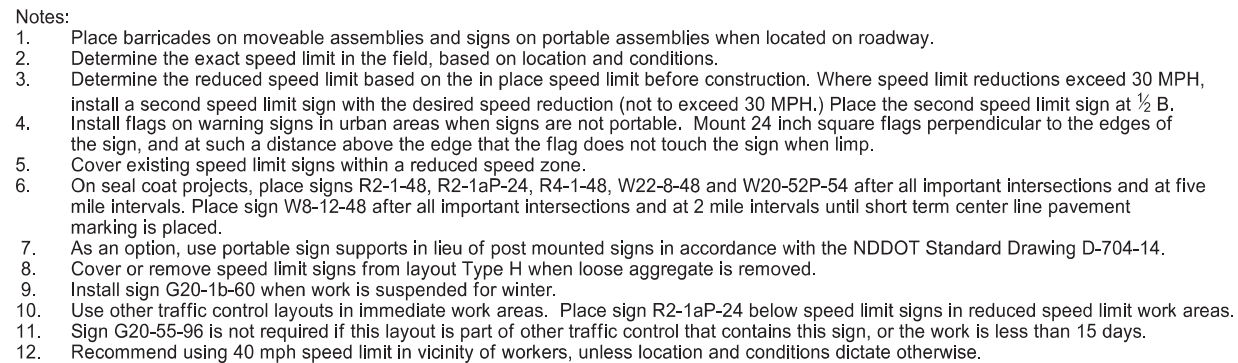 Notes:
1. Place barricades on moveable assemblies and signs on portable assemblies when located on roadway.
2. Determine the exact speed limit in the field, based on location and conditions.
3. Determine the reduced speed limit based on the in place speed limit before construction. Where speed limit reductions exceed 30 MPH,
install a second speed limit sign with the desired speed reduction (not to exceed 30 MPH.) Place the second speed limit sign at ½ B.
4. Install flags on warning signs in urban areas when signs are not portable. Mount 24 inch square flags perpendicular to the edges of
the sign, and at such a distance above the edge that the flag does not touch the sign when limp.
5. Cover existing speed limit signs within a reduced speed zone.
6. On seal coat projects, place signs R2-1-48, R2-1aP-24, R4-1-48, W22-8-48 and W20-52P-54 after all important intersections and at five
mile intervals. Place sign W8-12-48 after all important intersections and at 2 mile intervals until short term center line pavement
marking is placed.
7. As an option, use portable sign supports in lieu of post mounted signs in accordance with the NDDOT Standard Drawing D-704-14.
8. Cover or remove speed limit signs from layout Type H when loose aggregate is removed.
9. Install sign G20-1b-60 when work is suspended for winter.
10. Use other traffic control layouts in immediate work areas. Place sign R2-1aP-24 below speed limit signs in reduced speed limit work areas.
11. Sign G20-55-96 is not required if this layout is part of other traffic control that contains this sign, or the work is less than 15 days.
12. Recommend using 40 mph speed limit in vicinity of workers, unless location and conditions dictate otherwise.